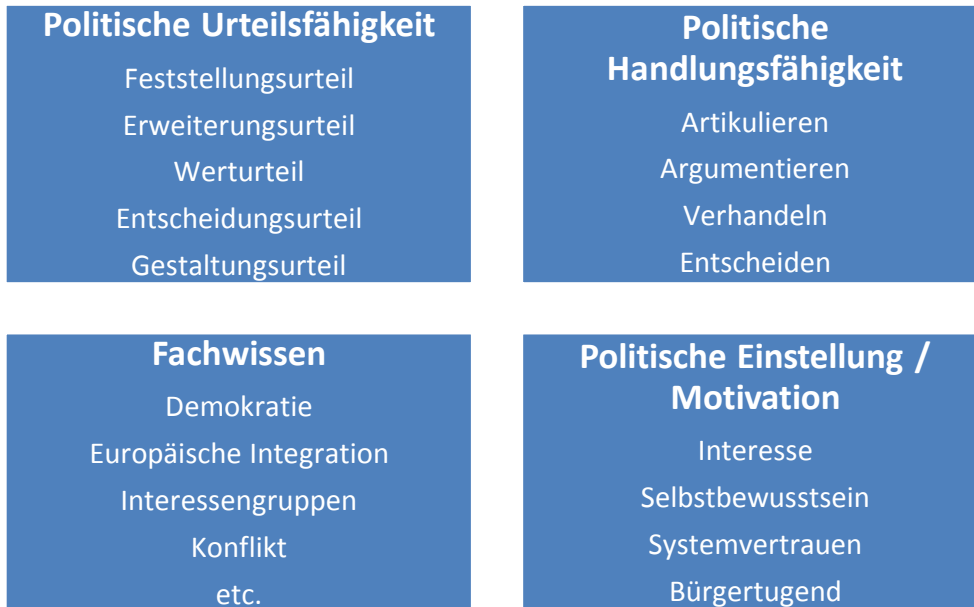 Politische Urteilsfähigkeit
Feststellungsurteil
Erweiterungsurteil
Werturteil
Entscheidungsurteil
Gestaltungsurteil
Politische
Handlungsfähigkeit
Artikulieren
Argumentieren
Verhandeln
Entscheiden
Fachwissen
Demokratie
Europäische Integration
Interessengruppen
Konflikt
etc.
Politische Einstellung /
Motivation
Interesse
Selbstbewusstsein
Systemvertrauen
Bürgertugend